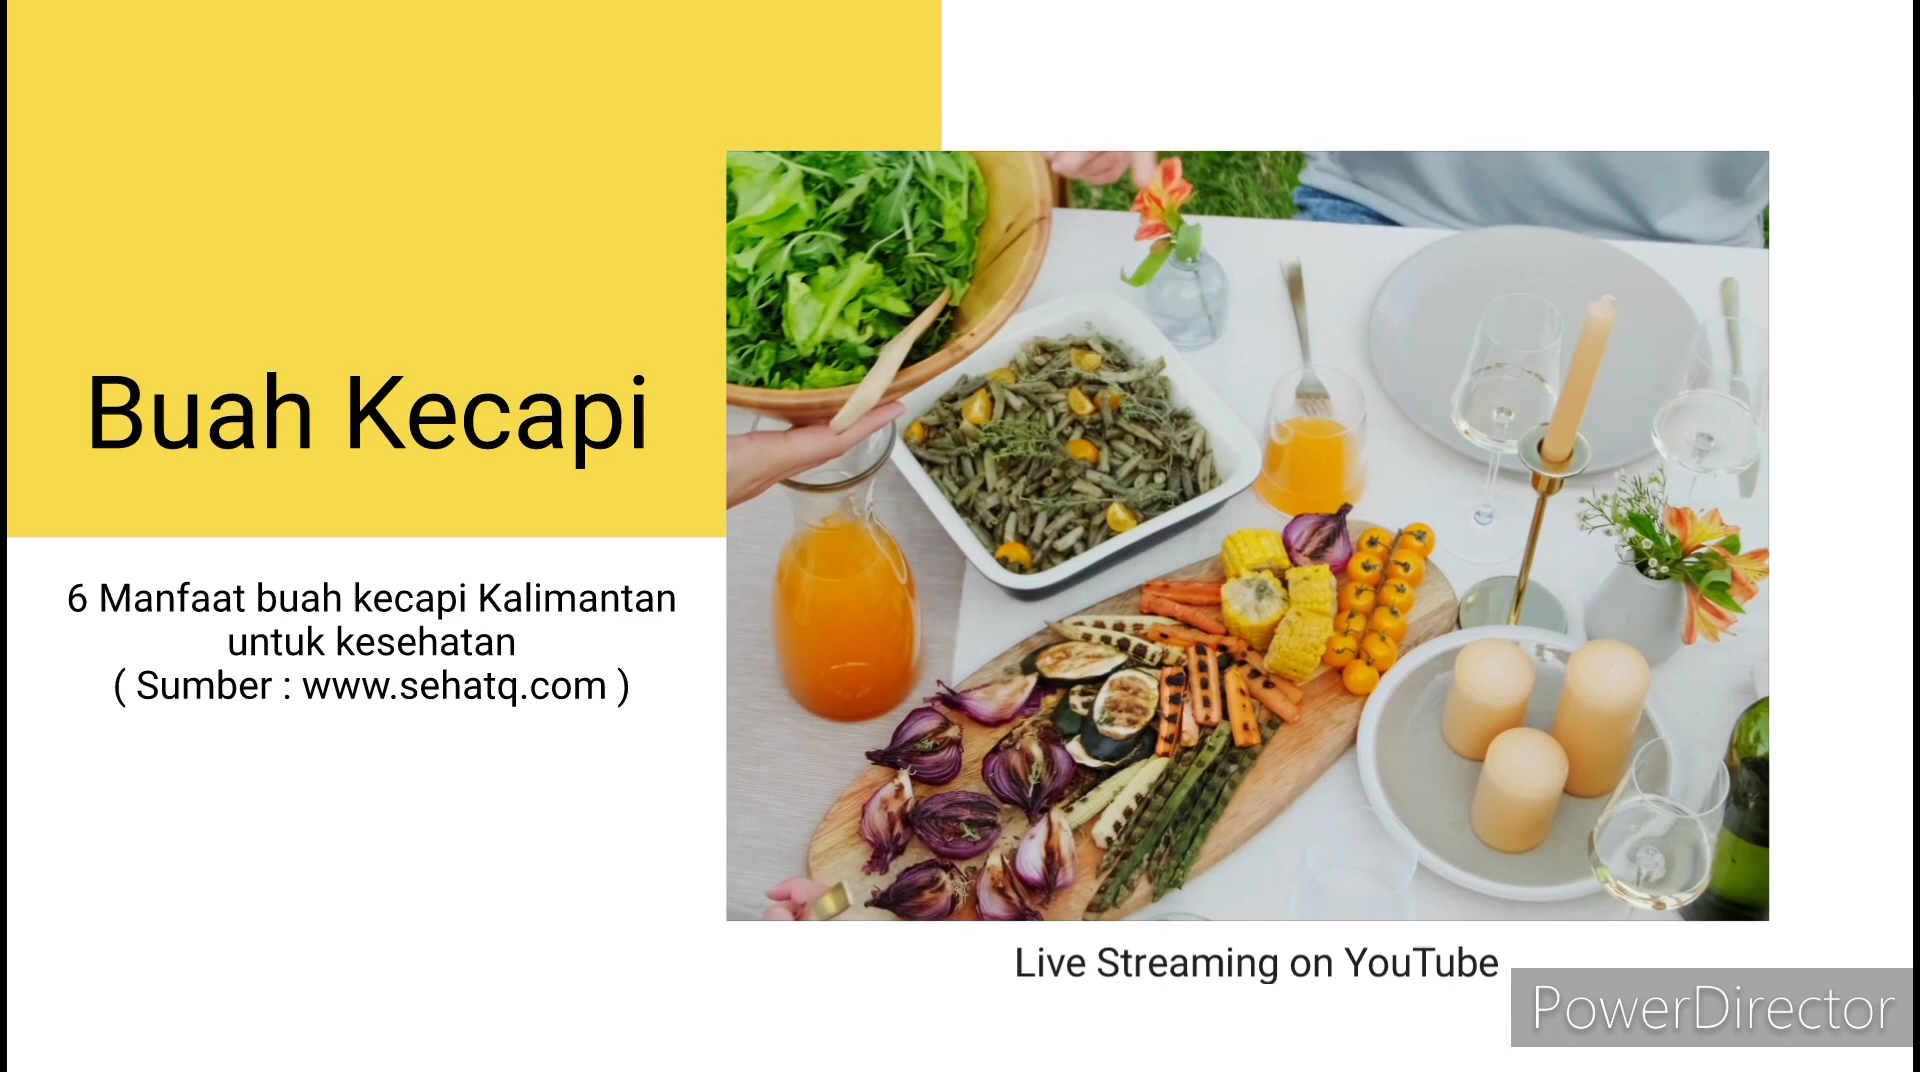 Buah Kecapi
6 Manfaat buah kecapi Kalimantan
untuk kesehatan
( Sumber : www.sehatq.com )
Live Streaming on YouTube
PowerDirector